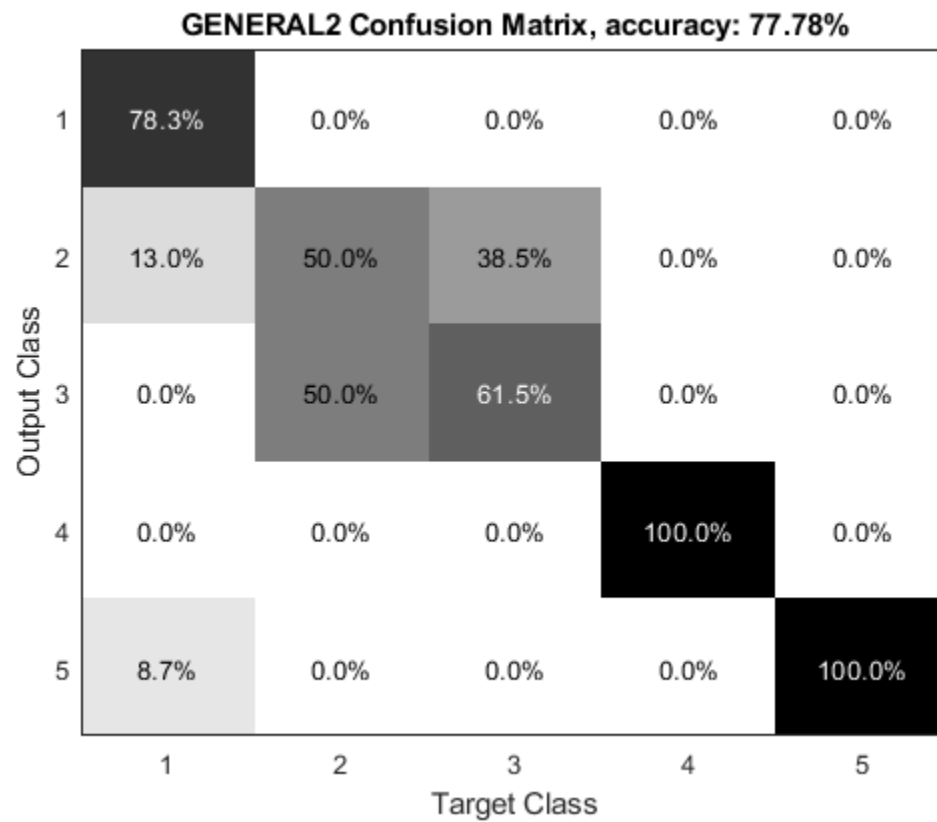 GENERAL2 Confusion Matrix, accuracy: 77.78%
1 78.3% 0.0% 0.0% 0.0% 0.0%
2 13.0% 50.0% 38.5% 0.0% 0.0%
3 0.0% 50.0% 61.5% 0.0% 0.0%
4 0.0% 0.0% 0.0% 100.0% 0.0%
5 8.7% 0.0% 0.0% 0.0% 100.0%
Output Class
1 2 3 4 5
Target Class